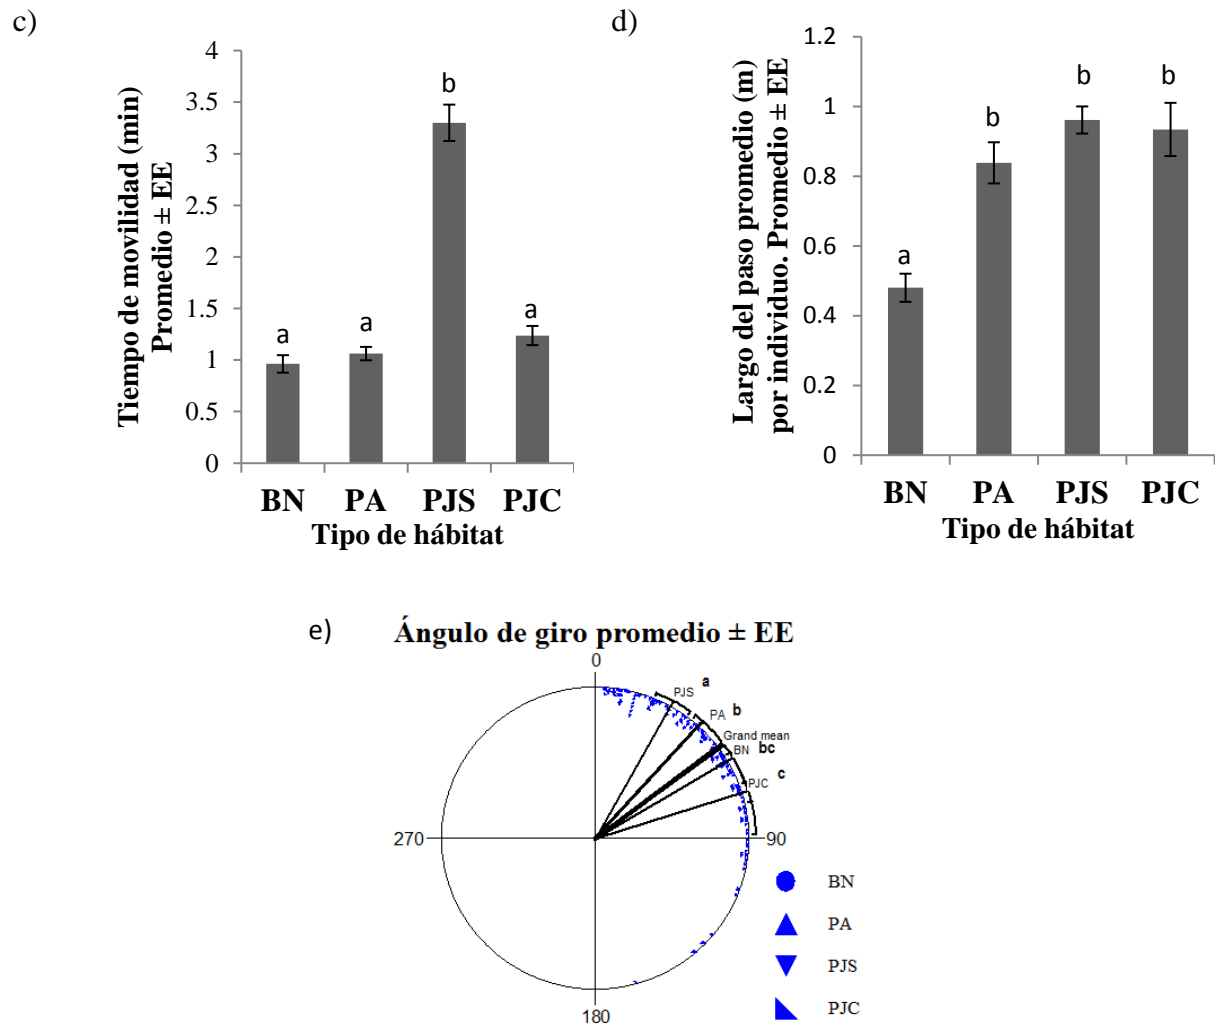 c)
Tiempo de movilidad (min)
Promedio ± EE
4
3.5
3
2.5
2
1.5
1
0.5
0
a
a
b
a
BN PA PJS PJC
Tipo de hábitat
d)
Largo del paso promedio (m)
por individuo. Promedio ± EE
1.2
1
0.8
0.6
0.4
0.2
0
a
b
b
b
BN PA PJS PJC
Tipo de hábitat
e) Ángulo de giro promedio ± EE
0
PJS a
PA b
Grand mean
BN bc
PJC c
270
90
180
BN
PA
PJS
PJC